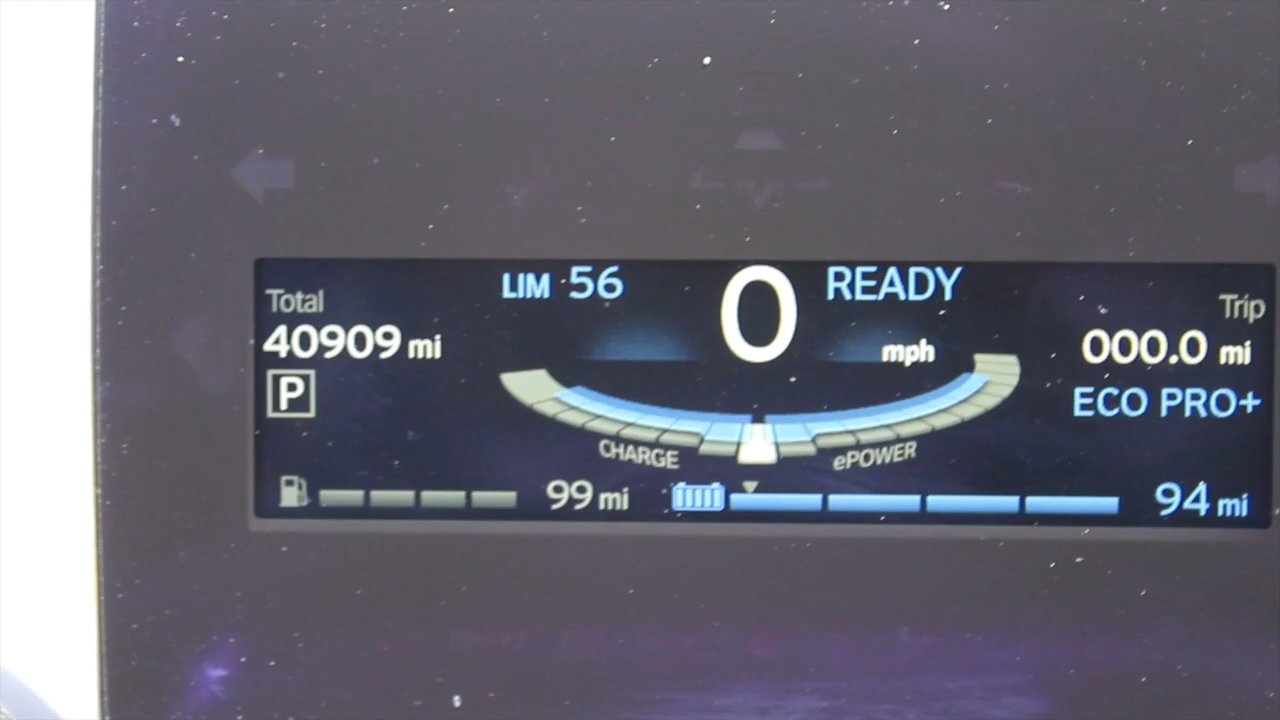 LIM 56
0
mph
READY
Total
40909 mi
P
Trip
000.0 mi
ECO PRO+
CHARGE
ePOWER
99 mi
94 mi